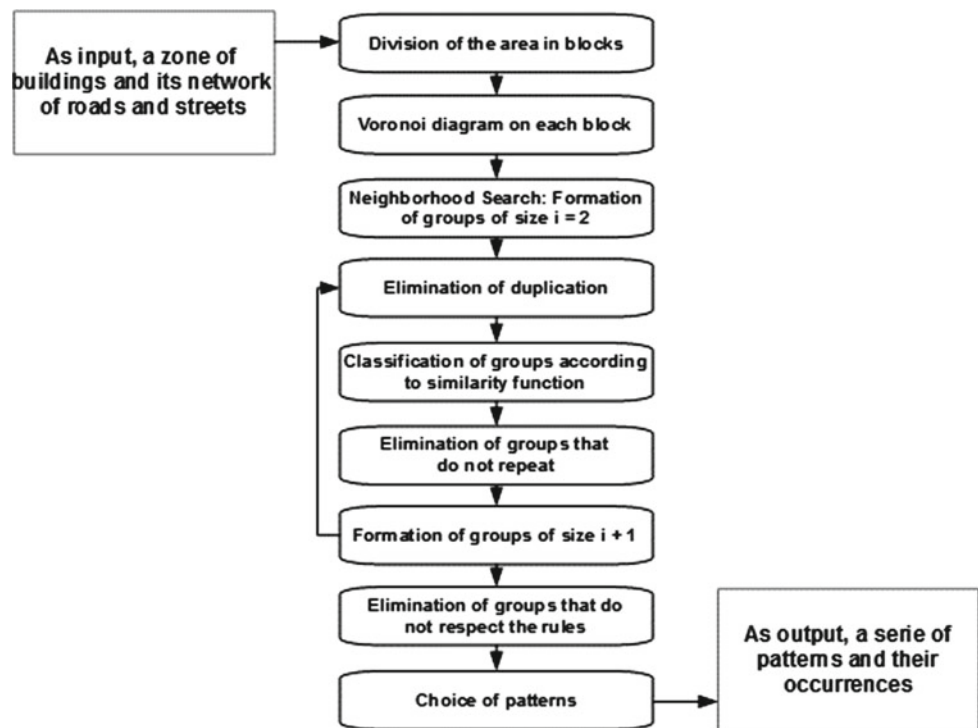 As input, a zone of
buildings and its network
of roads and streets
Division of the area in blocks
Voronoi diagram on each block
Neighborhood Search: Formation
of groups of size i = 2
Elimination of duplication
Classification of groups according
to similarity function
Elimination of groups that
do not repeat
Formation of groups of size i + 1
Elimination of groups that do
not respect the rules
Choice of patterns
As output, a serie of
patterns and their
occurrences